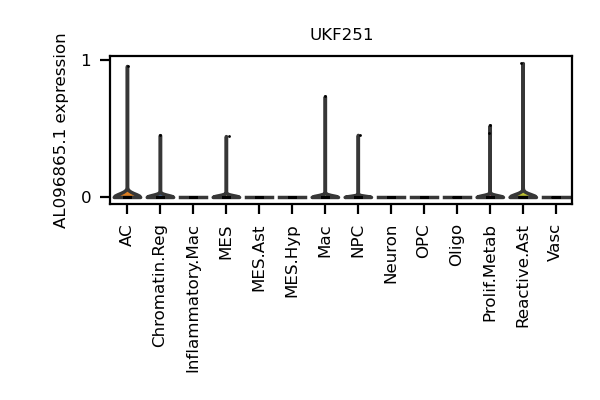 UKF251
AL096865.1 expression
1
0
AC
Chromatin.Reg
Inflammatory.Mac
MES
MES.Ast
MES.Hyp
Mac
NPC
Neuron
OPC
Oligo
Prolif.Metab
Reactive.Ast
Vasc